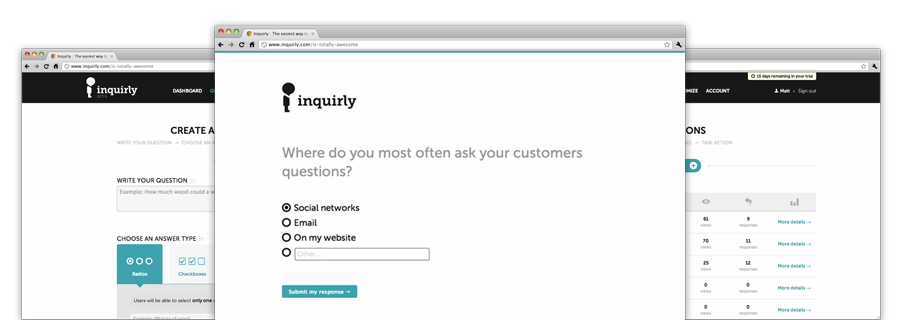 Inquirly : The easiest way to
www.inquirly.com/is-totally-awesome
inquirly
Where do you most often ask your customers
questions?
Social networks
Email
On my website
Other...
Submit my response →
Inquirly : The easiest way to
www.inquirly.com/is-totally-awesome
inquirly
BETA
DASHBOARD
CREATE A
WRITE YOUR QUESTION → CHOOSE AN
WRITE YOUR QUESTION
Example: How much wood could a w
CHOOSE AN ANSWER TYPE
Radios
Checkboxes
Users will be able to select only one
15 days remaining in your trial
OMIZE ACCOUNT
Matt
Sign out
ONS
→ TAKE ACTION
61 9 More details →
views responses
70 11 More details →
views responses
25 12 More details →
views responses
0 0 More details →
views responses
0 0 More details →
views responses